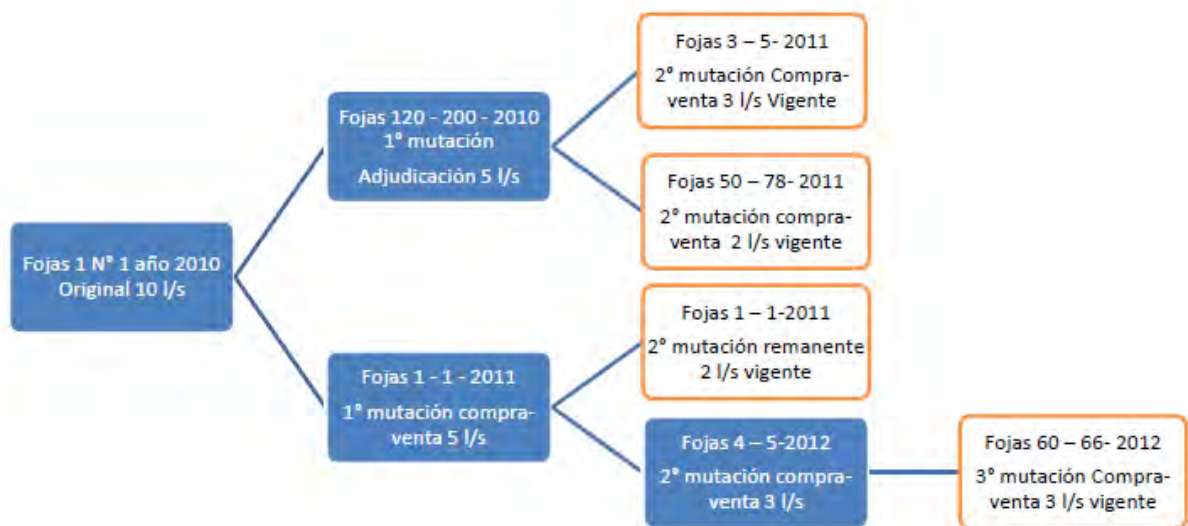 Fojas 1 N° 1 año 2010
Original 10 l/s
Fojas 120 - 200 - 2010
1° mutación
Adjudicación 5 l/s
Fojas 1 - 1 - 2011
1° mutación compra-
venta 5 l/s
Fojas 3 – 5- 2011
2° mutación Compra-
venta 3 l/s Vigente
Fojas 50 – 78- 2011
2° mutación compra-
venta 2 l/s vigente
Fojas 1 – 1-2011
2° mutación remanente
2 l/s vigente
Fojas 4 – 5-2012
2° mutación compra-
venta 3 l/s
Fojas 60 – 66- 2012
3° mutación Compra-
venta 3 l/s vigente